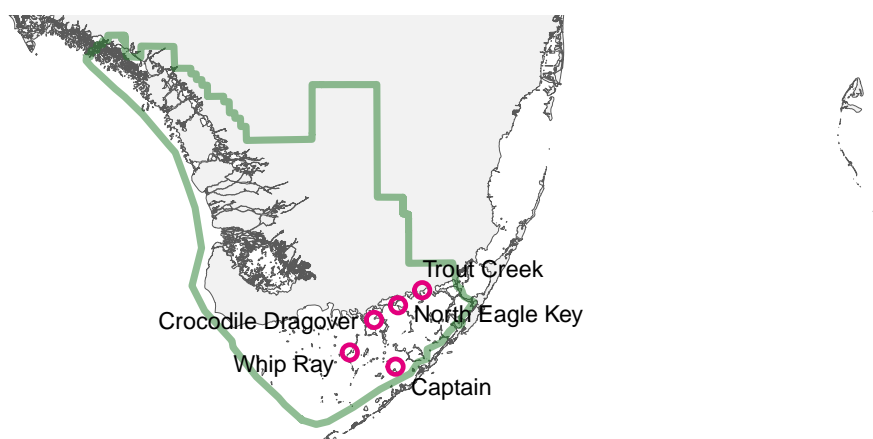 Trout Creek
North Eagle Key
Crocodile Dragover
Whip Ray
Captain